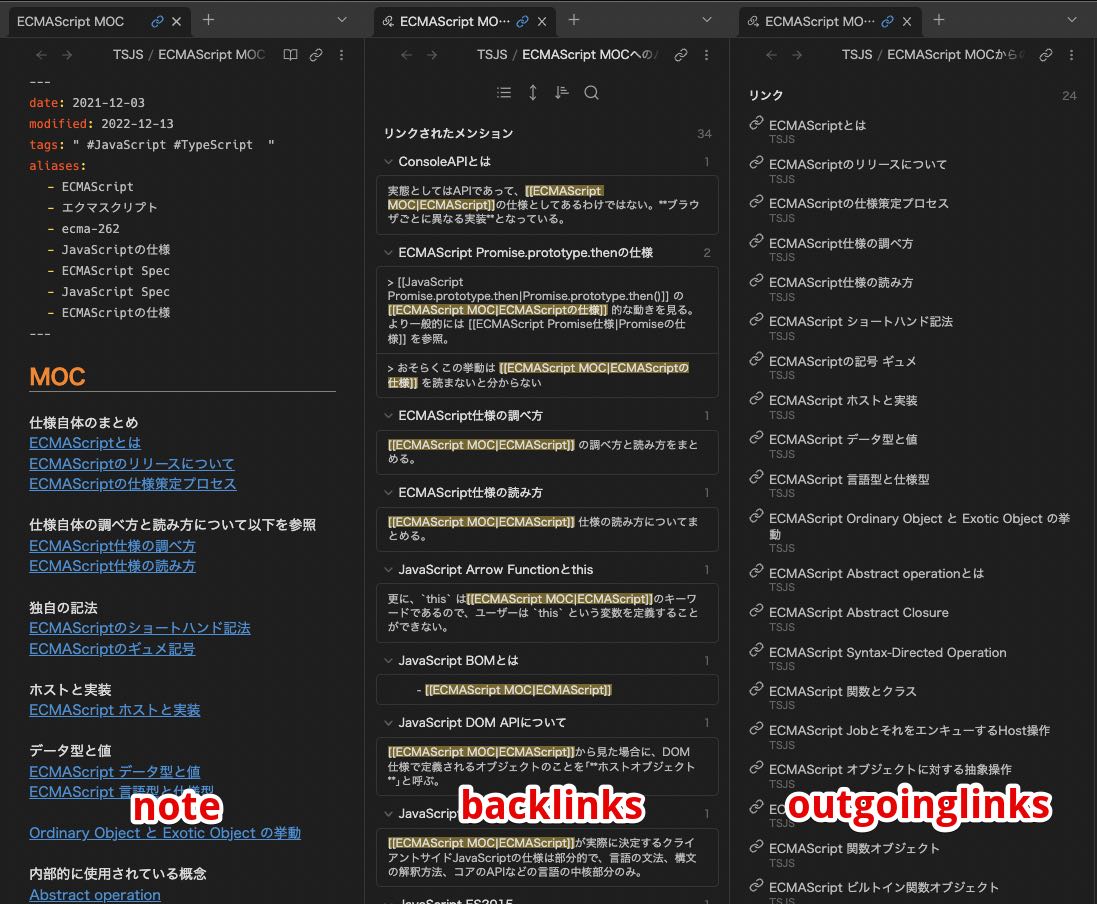 ECMAScript MOC
TSJS / ECMAScript MOC
---
date: 2021-12-03
modified: 2022-12-13
tags: " #JavaScript #TypeScript "
aliases:
- ECMAScript
- エクマスクリプト
- ecma-262
- JavaScriptの仕様
- ECMAScript Spec
- JavaScript Spec
- ECMAScriptの仕様
---
MOC
仕様自体のまとめ
ECMAScriptとは
ECMAScriptのリリースについて
ECMAScriptの仕様策定プロセス
仕様自体の調べ方と読み方について以下を参照
ECMAScript仕様の調べ方
ECMAScript仕様の読み方
独自の記法
ECMAScriptのショートハンド記法
ECMAScriptのギュメ記号
ホストと実装
ECMAScript ホストと実装
データ型と値
ECMAScript データ型と値
ECMAScript 言語型と仕様型
note
Ordinary Object と Exotic Object の挙動
内部的に使用されている概念
Abstract operation
ECMAScript MO…
TSJS / ECMAScript MOCへの
リンクされたメンション 34
ConsoleAPIとは 1
実態としてはAPIであって、[[ECMAScript
MOC|ECMAScript]]の仕様としてあるわけではない。**ブラウ
ザごとに異なる実装**となっている。
ECMAScript Promise.prototype.thenの仕様 2
> [[JavaScript
Promise.prototype.then|Promise.prototype.then()]] の
[[ECMAScript MOC|ECMAScriptの仕様]] 的な動きを見る。
より一般的には [[ECMAScript Promise仕様|Promiseの仕
様]] を参照。
> おそらくこの挙動は [[ECMAScript MOC|ECMAScriptの
仕様]] を読まないと分からない
ECMAScript仕様の調べ方 1
[[ECMAScript MOC|ECMAScript]] の調べ方と読み方をまと
める。
ECMAScript仕様の読み方 1
[[ECMAScript MOC|ECMAScript]] 仕様の読み方についてま
とめる。
JavaScript Arrow Functionとthis 1
更に、`this` は[[ECMAScript MOC|ECMAScript]]のキーワ
ードであるので、ユーザーは `this` という変数を定義すること
ができない。
JavaScript BOMとは 1
- [[ECMAScript MOC|ECMAScript]]
JavaScript DOM APIについて 1
[[ECMAScript MOC|ECMAScript]]から見た場合に、DOM
仕様で定義されるオブジェクトのことを「**ホストオブジェクト
**」と呼ぶ。
backlinks
JavaScript 1
[[ECMAScript MOC|ECMAScript]]が実際に決定するクライ
アントサイドJavaScriptの仕様は部分的で、言語の文法、構文
の解釈方法、コアのAPIなどの言語の中核部分のみ。
JavaScript ES2015 1
ECMAScript MO…
TSJS / ECMAScript MOCから
リンク 24
ECMAScriptとは
TSJS
ECMAScriptのリリースについて
TSJS
ECMAScriptの仕様策定プロセス
TSJS
ECMAScript仕様の調べ方
TSJS
ECMAScript仕様の読み方
TSJS
ECMAScript ショートハンド記法
TSJS
ECMAScriptの記号 ギュメ
TSJS
ECMAScript ホストと実装
TSJS
ECMAScript データ型と値
TSJS
ECMAScript 言語型と仕様型
TSJS
ECMAScript Ordinary Object と Exotic Object の挙
動
TSJS
ECMAScript Abstract operationとは
TSJS
ECMAScript Abstract Closure
TSJS
ECMAScript Syntax-Directed Operation
TSJS
ECMAScript 関数とクラス
TSJS
ECMAScript JobとそれをエンキューするHost操作
TSJS
ECMAScript オブジェクトに対する抽象操作
TSJS
outgoinglinks
TSJS
ECMAScript 関数オブジェクト
TSJS
ECMAScript ビルトイン関数オブジェクト
TSJS